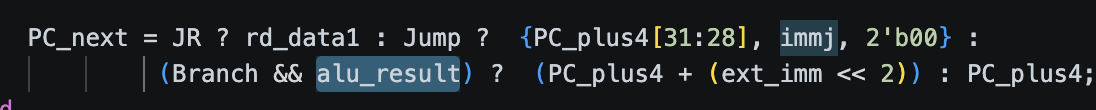 PC_next = JR ? rd_data1 : Jump ?  {PC_plus4[31:28], immj, 2'b00} :
(Branch && alu_result) ?  (PC_plus4 + (ext_imm << 2)) : PC_plus4;